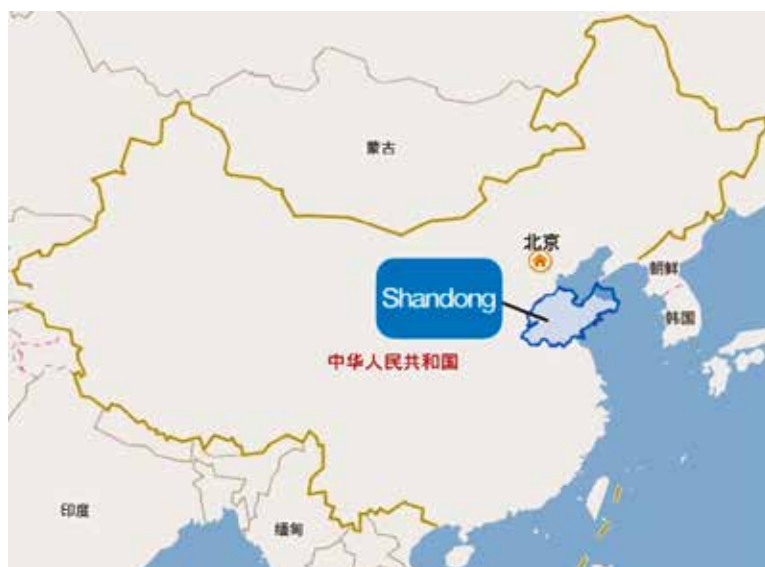 蒙古
北京
朝鲜
Shandong
韩国
中华人民共和国
印度
缅甸